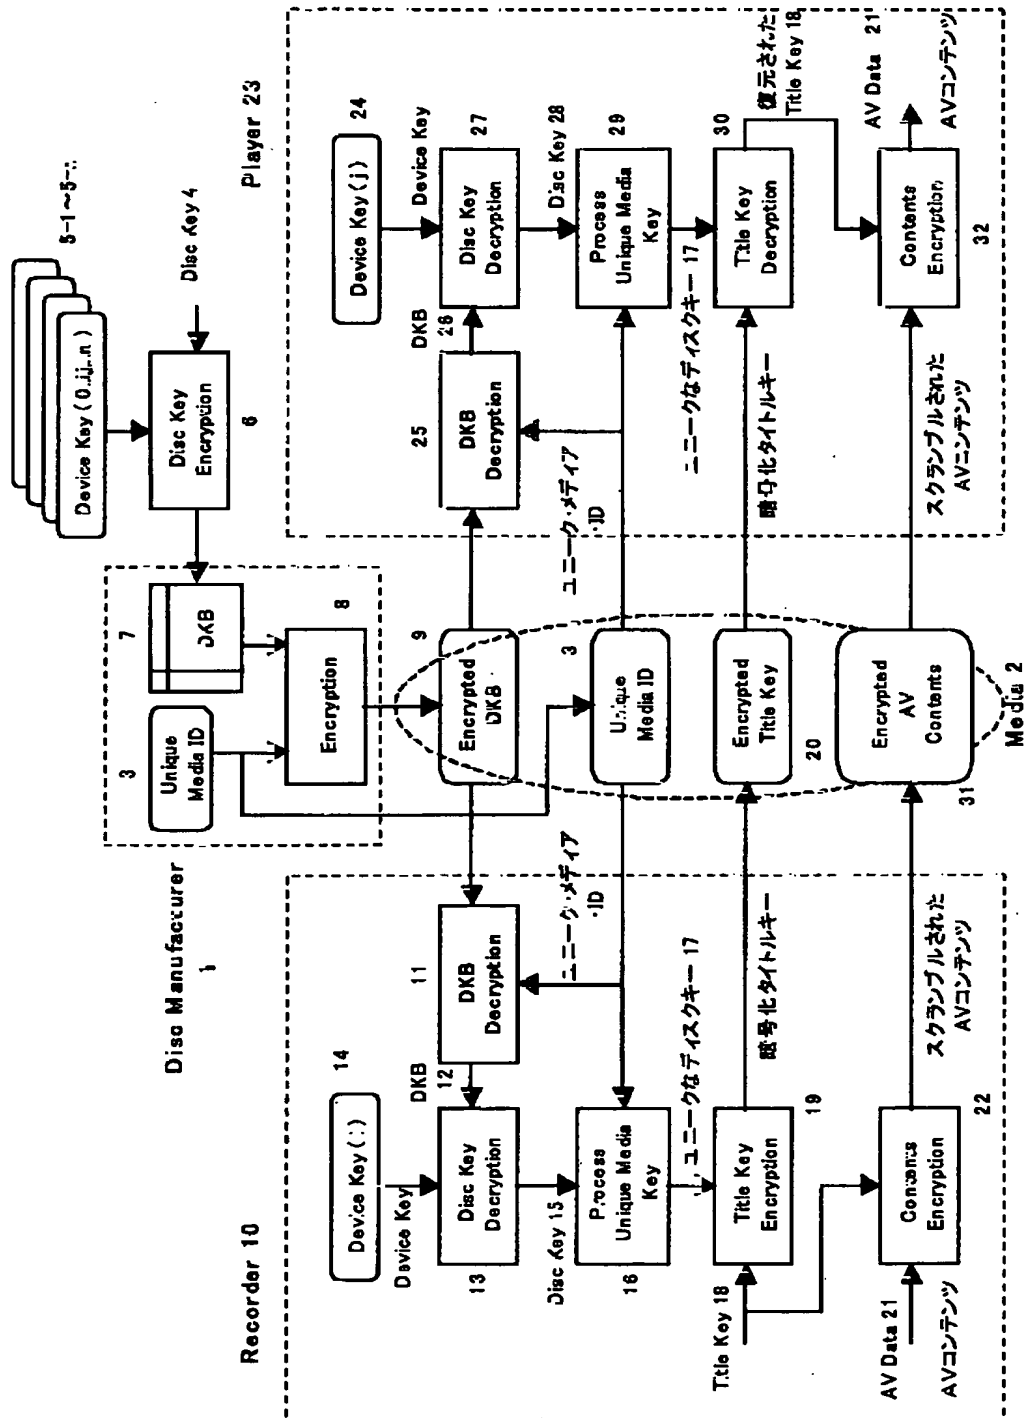 Device Key (0..ij...n)
Disc Key 4
Disc Key
Encryption
6
Disc Manufacturer
1
3
Unique
Media ID
7
DKB
8
Encryption
Recorder 10
14
Device Key
Device Key
DKB
12
11
DKB
Decryption
13
Disc Key
Decryption
Disc Key 15
ユニーク・メディア
・ID
16
Process
Unique Media
Key
ユニークなディスクキー 17
Title Key 18
Title Key
Encryption
19
暗号化タイトルキー
AV Data 21
AVコンテンツ
Contents
Encryption
22
スクランブルされた
AVコンテンツ
9
Encrypted
DKB
3
Unique
Media ID
Encrypted
Title Key
20
Encrypted
AV
Contents
31
Media 2
Player 23
24
Device Key (j)
Device Key
25
DKB
Decryption
DKB
26
27
Disc Key
Decryption
Disc Key 28
ユニーク・メディア
・ID
29
Process
Unique Media
Key
ユニークなディスクキー 17
30
Title Key
Decryption
暗号化タイトルキー
復元された
Title Key 18
スクランブルされた
AVコンテンツ
Contents
Encryption
32
AV Data 21
AVコンテンツ